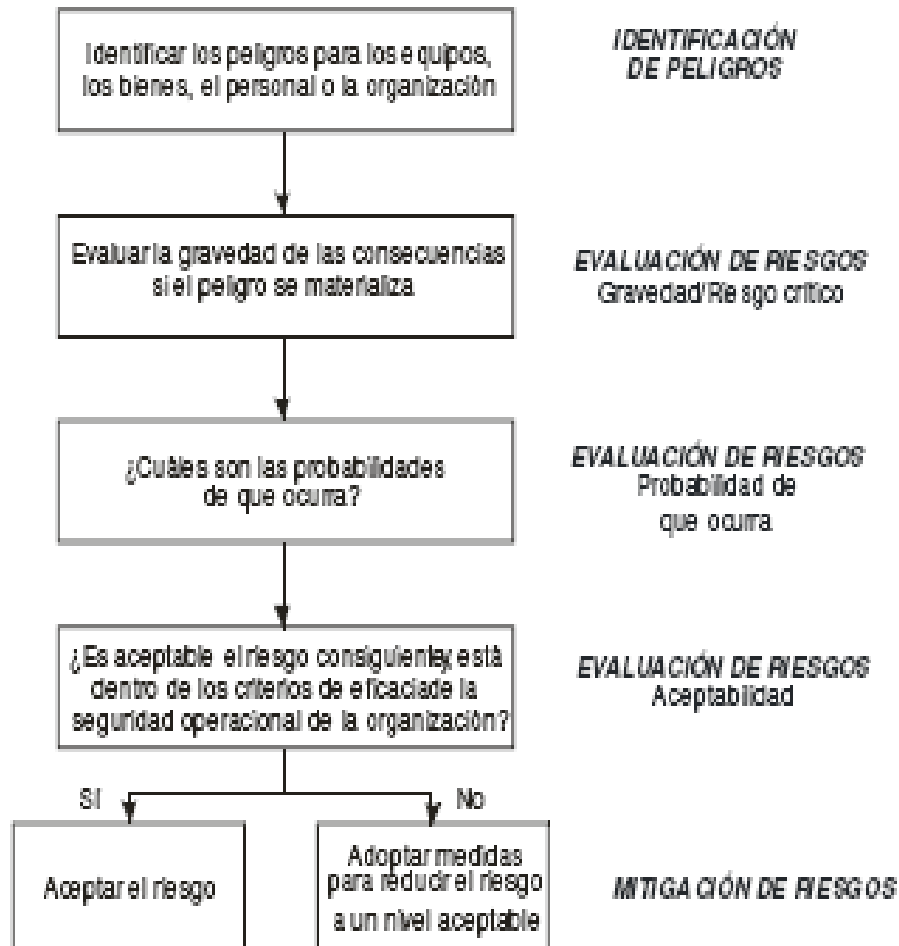 Identificar los peligros para los equipos,
los bienes, el personal o la organización
IDENTIFICACIÓN
DE PELIGROS
Evaluar la gravedad de las consecuencias
si el peligro se materializa
EVALUACIÓN DE RIESGOS
Gravedad/Riesgo crítico
¿Cuáles son las probabilidades
de que ocurra?
EVALUACIÓN DE RIESGOS
Probabilidad de
que ocurra
¿Es aceptable el riesgo consiguiente y está
dentro de los criterios de eficacia de la
seguridad operacional de la organización?
EVALUACIÓN DE RIESGOS
Aceptabilidad
Sí
No
Aceptar el riesgo
Adoptar medidas
para reducir el riesgo
a un nivel aceptable
MITIGACIÓN DE RIESGOS